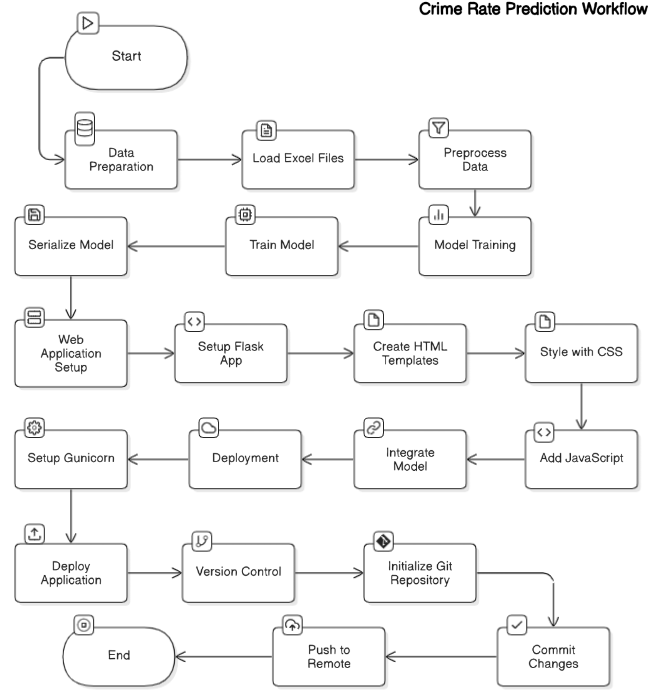 Crime Rate Prediction Workflow
Start
Data
Preparation
Load Excel Files
Preprocess
Data
Model Training
Train Model
Serialize Model
Web
Application
Setup
Setup Flask
App
Create HTML
Templates
Style with CSS
Add JavaScript
Integrate
Model
Deployment
Setup Gunicorn
Deploy
Application
Version Control
Initialize Git
Repository
Commit
Changes
Push to
Remote
End